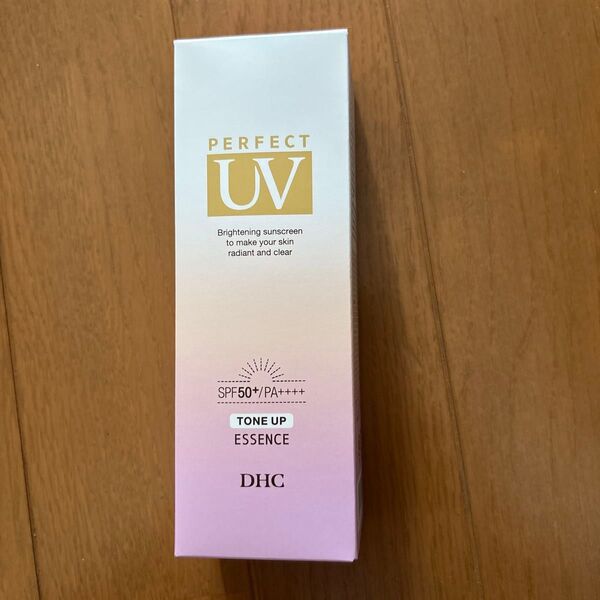 PERFECT
UV
Brightening sunscreen
to make your skin
radiant and clear
SPF50+/PA++++
TONE UP
ESSENCE
DHC